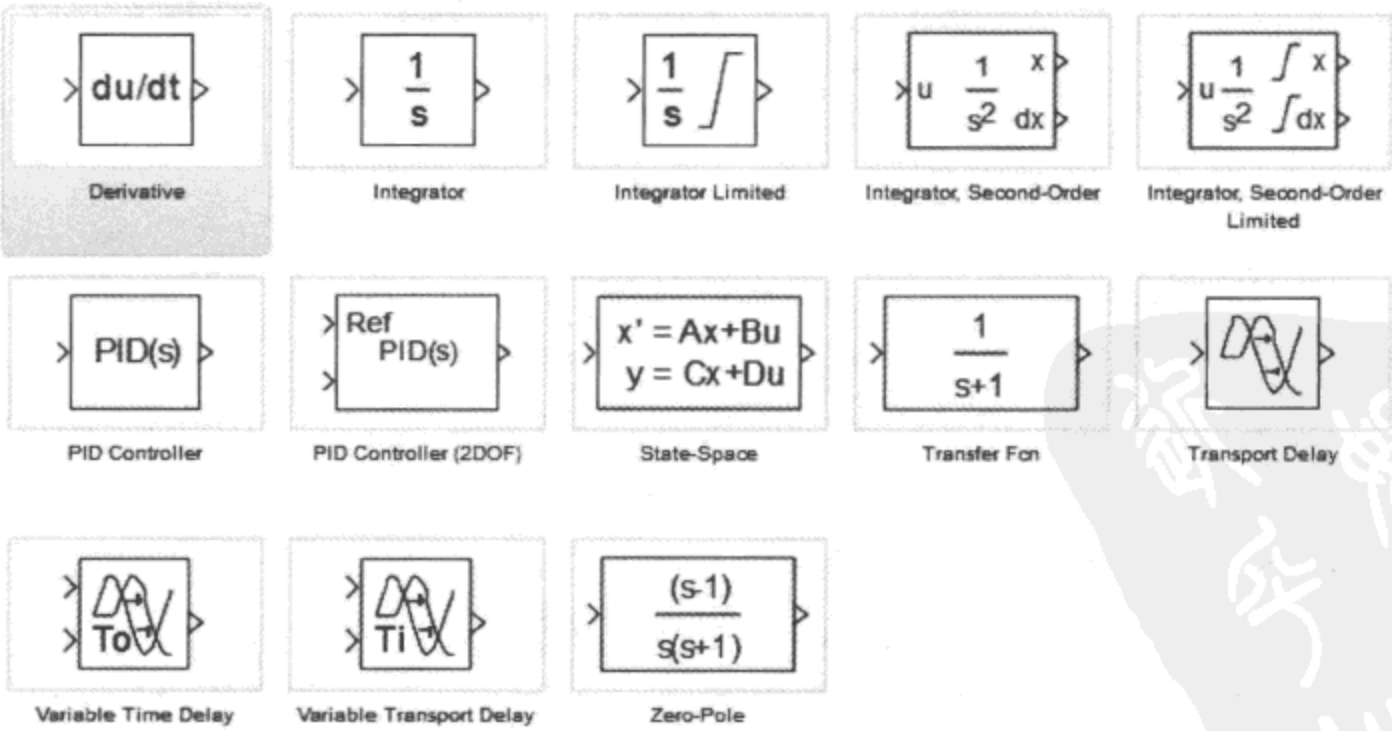 du/dt
Derivative
1
s
Integrator
1
s
Integrator Limited
u 1 x
s2 dx
Integrator, Second-Order
u 1 ∫ x
s2 ∫dx
Integrator, Second-Order
Limited
PID(s)
PID Controller
Ref
PID(s)
PID Controller (2DOF)
x' = Ax+Bu
y = Cx+Du
State-Space
1
s+1
Transfer Fcn
Transport Delay
To
Variable Time Delay
Ti
Variable Transport Delay
(s-1)
s(s+1)
Zero-Pole